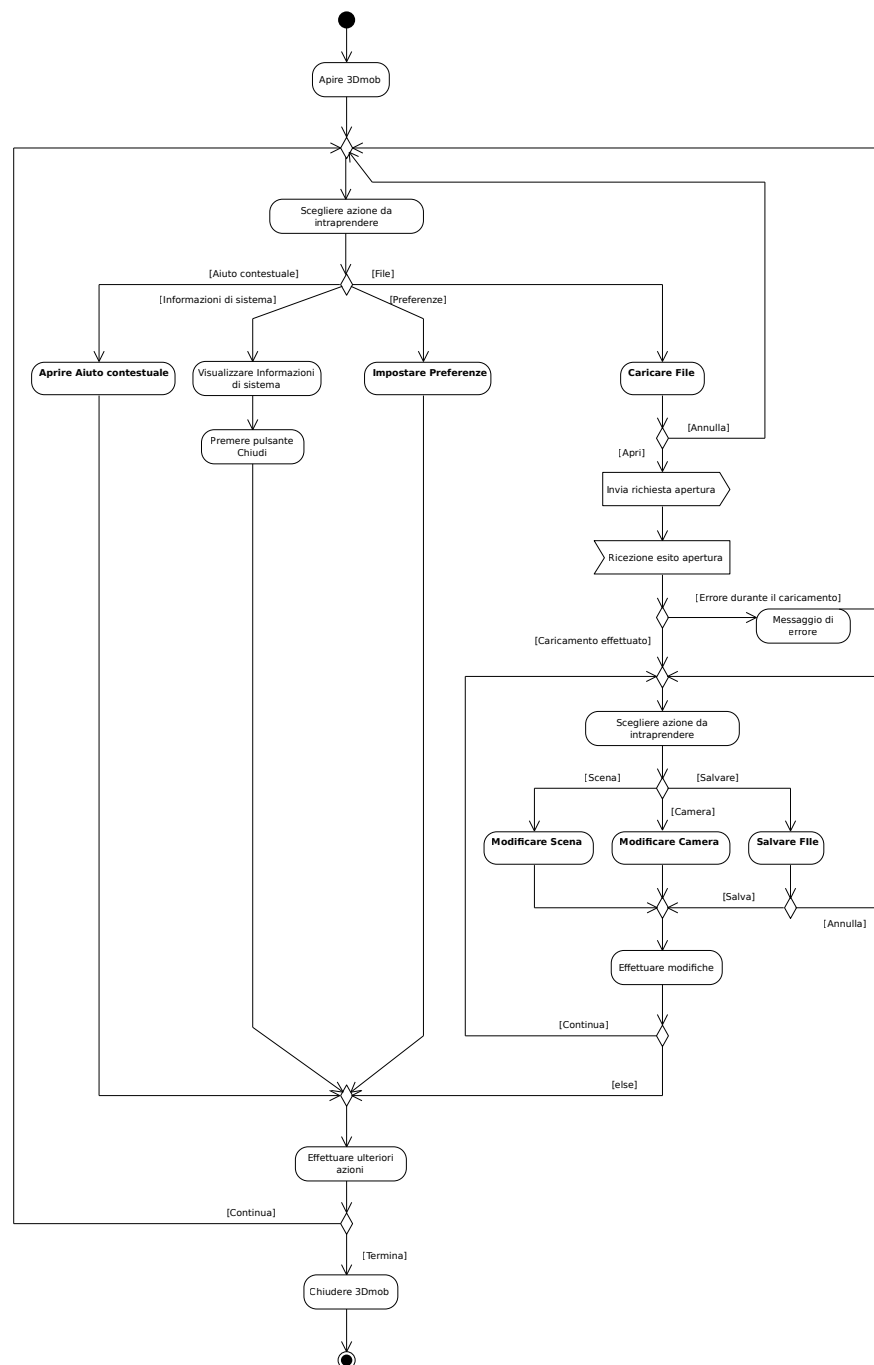 Apire 3Dmob
Scegliere azione da
intraprendere
[Aiuto contestuale]
[File]
[Informazioni di sistema]
[Preferenze]
Aprire Aiuto contestuale
Visualizzare Informazioni
di sistema
Impostare Preferenze
Caricare File
Premere pulsante
Chiudi
[Annulla]
[Apri]
Invia richiesta apertura
Ricezione esito apertura
[Errore durante il caricamento]
Messaggio di
errore
[Caricamento effettuato]
Scegliere azione da
intraprendere
[Scena]
[Salvare]
[Camera]
Modificare Scena
Modificare Camera
Salvare FIle
[Salva]
[Annulla]
Effettuare modifiche
[Continua]
[else]
Effettuare ulteriori
azioni
[Continua]
[Termina]
Chiudere 3Dmob